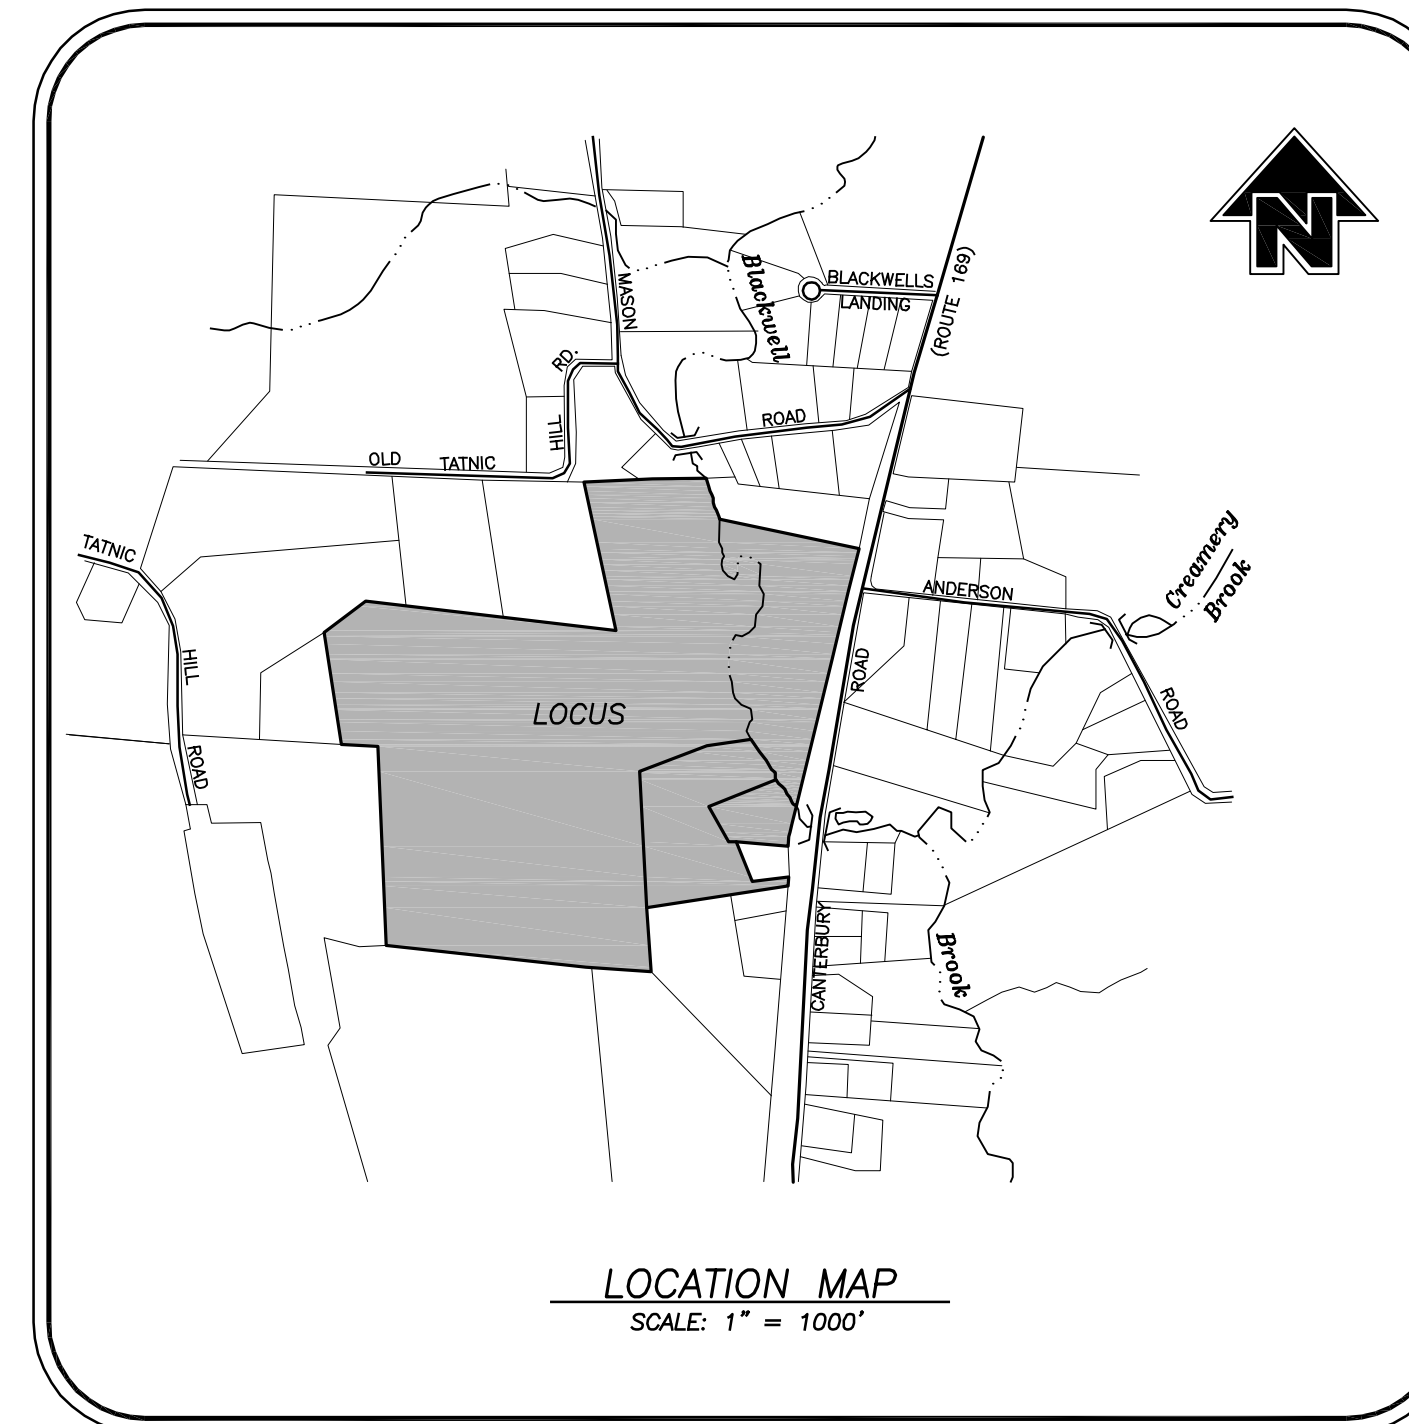 N
BLACKWELLS
LANDING
(ROUTE 169)
Blackwell
MASON
RD.
HILL
ROAD
OLD TATNIC
TATNIC
HILL
ROAD
ANDERSON
ROAD
Creamery
Brook
ROAD
LOCUS
CANTERBURY
Brook
LOCATION MAP
SCALE: 1" = 1000'